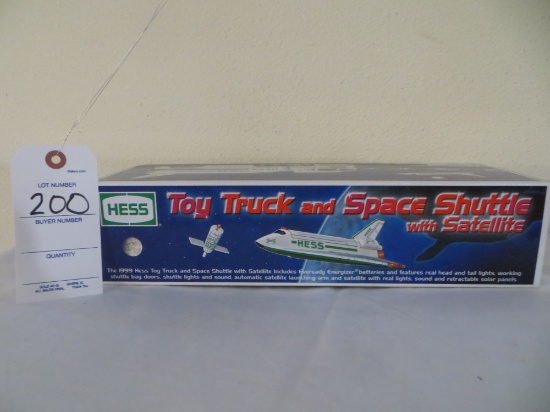 LOT NUMBER
200
BUYER NUMBER
QUANTITY
HESS
Toy Truck and Space Shuttle
with Satellite
HESS
The 1999 Hess Toy Truck and Space Shuttle with Satellite includes Eveready Energizer® batteries and features real head and tail lights, working
shuttle bay doors, shuttle lights and sound, automatic satellite launching arm and satellite with real lights, sound and retractable solar panels.